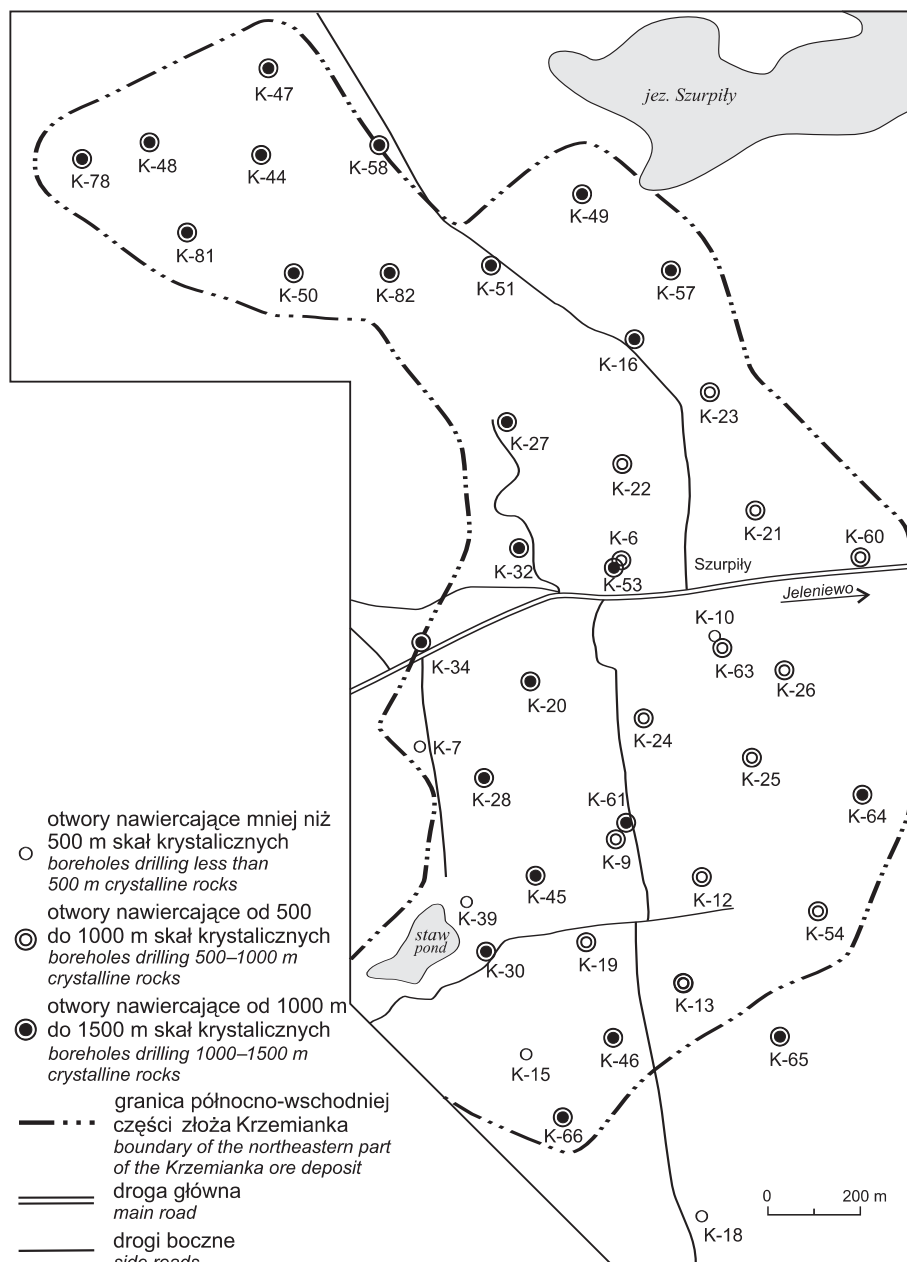 jez. Szurpiły
K-47
K-48
K-44
K-58
K-78
K-49
K-81
K-50
K-82
K-51
K-57
K-16
K-23
K-27
K-22
K-21
K-6
K-60
K-32
K-53
Szurpiły
Jeleniewo
K-10
K-34
K-63
K-26
K-20
K-24
K-7
K-25
K-28
K-61
K-64
K-9
K-45
K-12
K-39
K-54
staw
pond
K-30
K-19
K-13
K-46
K-65
K-15
K-66
K-18
otwory nawiercające mniej niż
500 m skał krystalicznych
boreholes drilling less than
500 m crystalline rocks
otwory nawiercające od 500
do 1000 m skał krystalicznych
boreholes drilling 500–1000 m
crystalline rocks
otwory nawiercające od 1000 m
do 1500 m skał krystalicznych
boreholes drilling 1000–1500 m
crystalline rocks
granica północno-wschodniej
części złoża Krzemianka
boundary of the northeastern part
of the Krzemianka ore deposit
droga główna
main road
drogi boczne
side roads
0 200 m